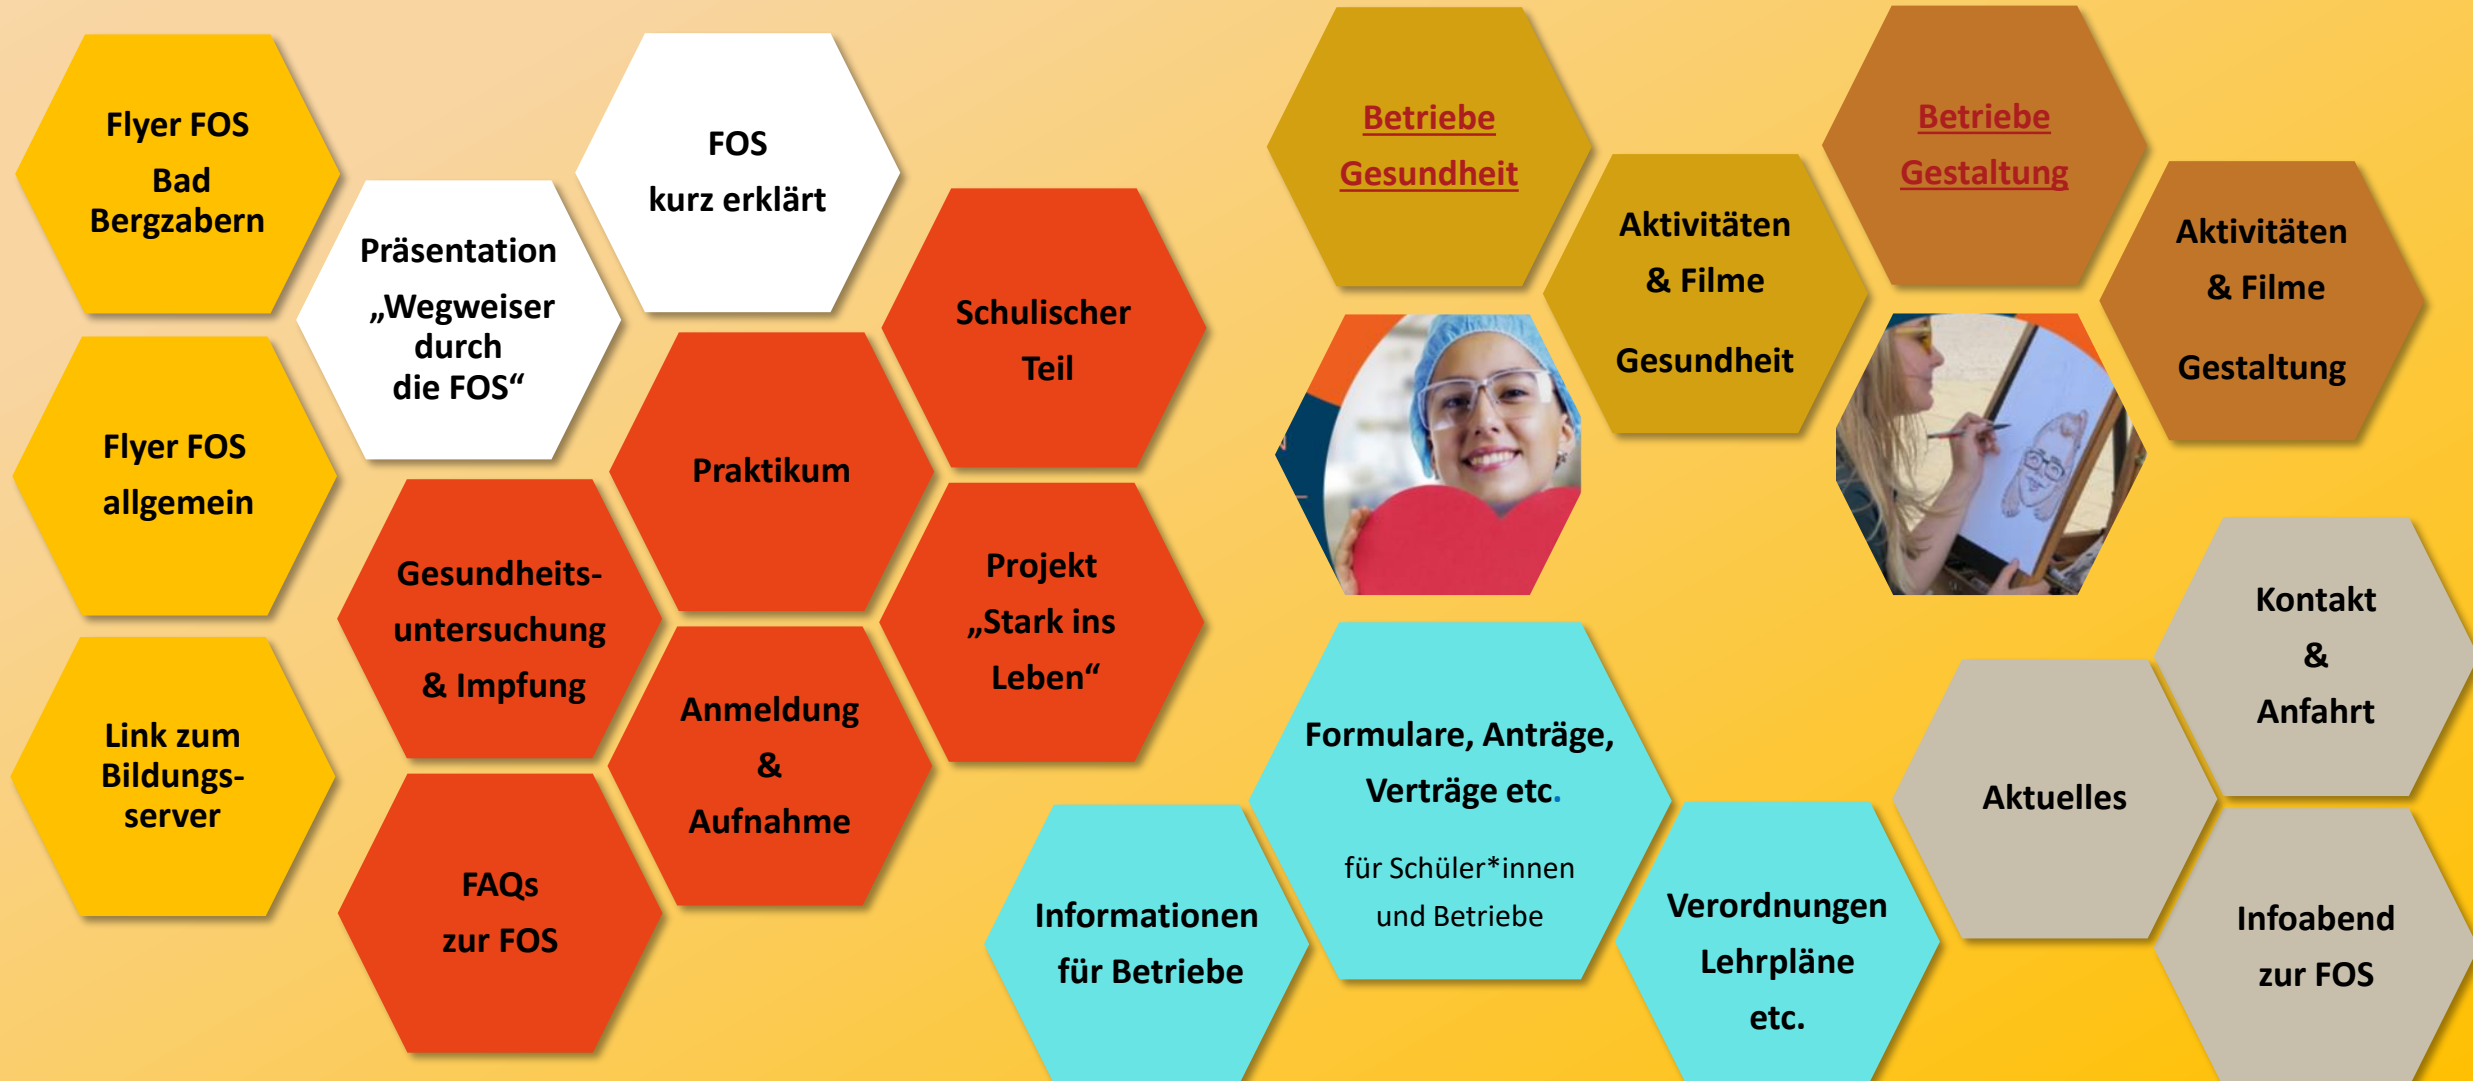 Flyer FOS
Bad
Bergzabern
Präsentation
„Wegweiser
durch
die FOS“
FOS
kurz erklärt
Flyer FOS
allgemein
Link zum
Bildungs-
server
Schulischer
Teil
Praktikum
Gesundheits-
untersuchung
& Impfung
Projekt
„Stark ins
Leben“
Anmeldung
&
Aufnahme
FAQs
zur FOS
Betriebe
Gesundheit
Aktivitäten
& Filme
Gesundheit
Betriebe
Gestaltung
Aktivitäten
& Filme
Gestaltung
Informationen
für Betriebe
Formulare, Anträge,
Verträge etc.
für Schüler*innen
und Betriebe
Verordnungen
Lehrpläne
etc.
Aktuelles
Kontakt
&
Anfahrt
Infoabend
zur FOS